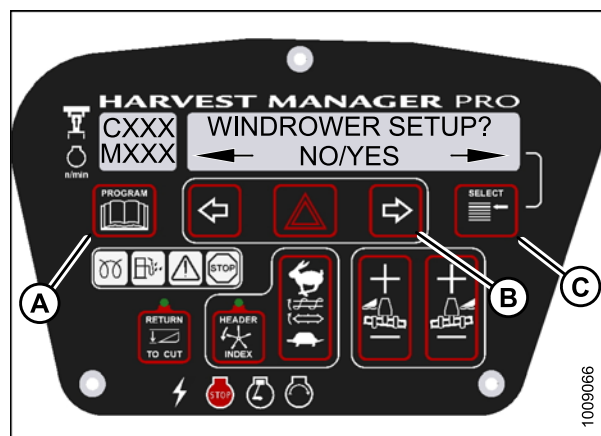 HARVEST MANAGER PRO
CXXX
MXXX
WINDROWER SETUP?
NO/YES
n/min
PROGRAM
SELECT
A
B
C
STOP
RETURN
TO CUT
HEADER
INDEX
STOP
1009066